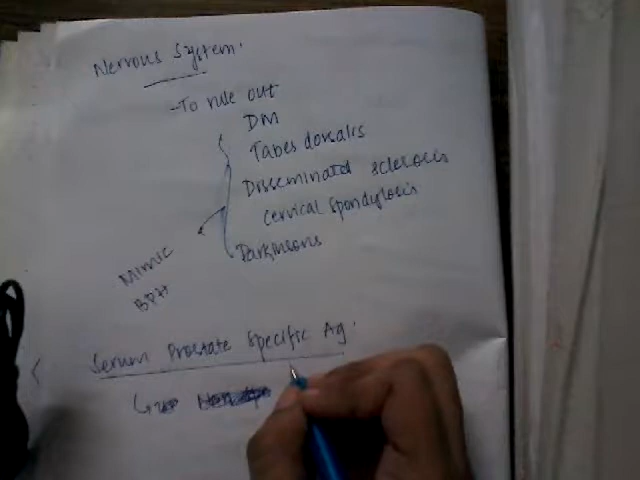 Nervous System.
- To rule out
DM
Tabes dorsalis
Disseminated sclerosis
cervical spondylosis
Parkinsons
Mimic
BPH
Serum Prostate Specific Ag.